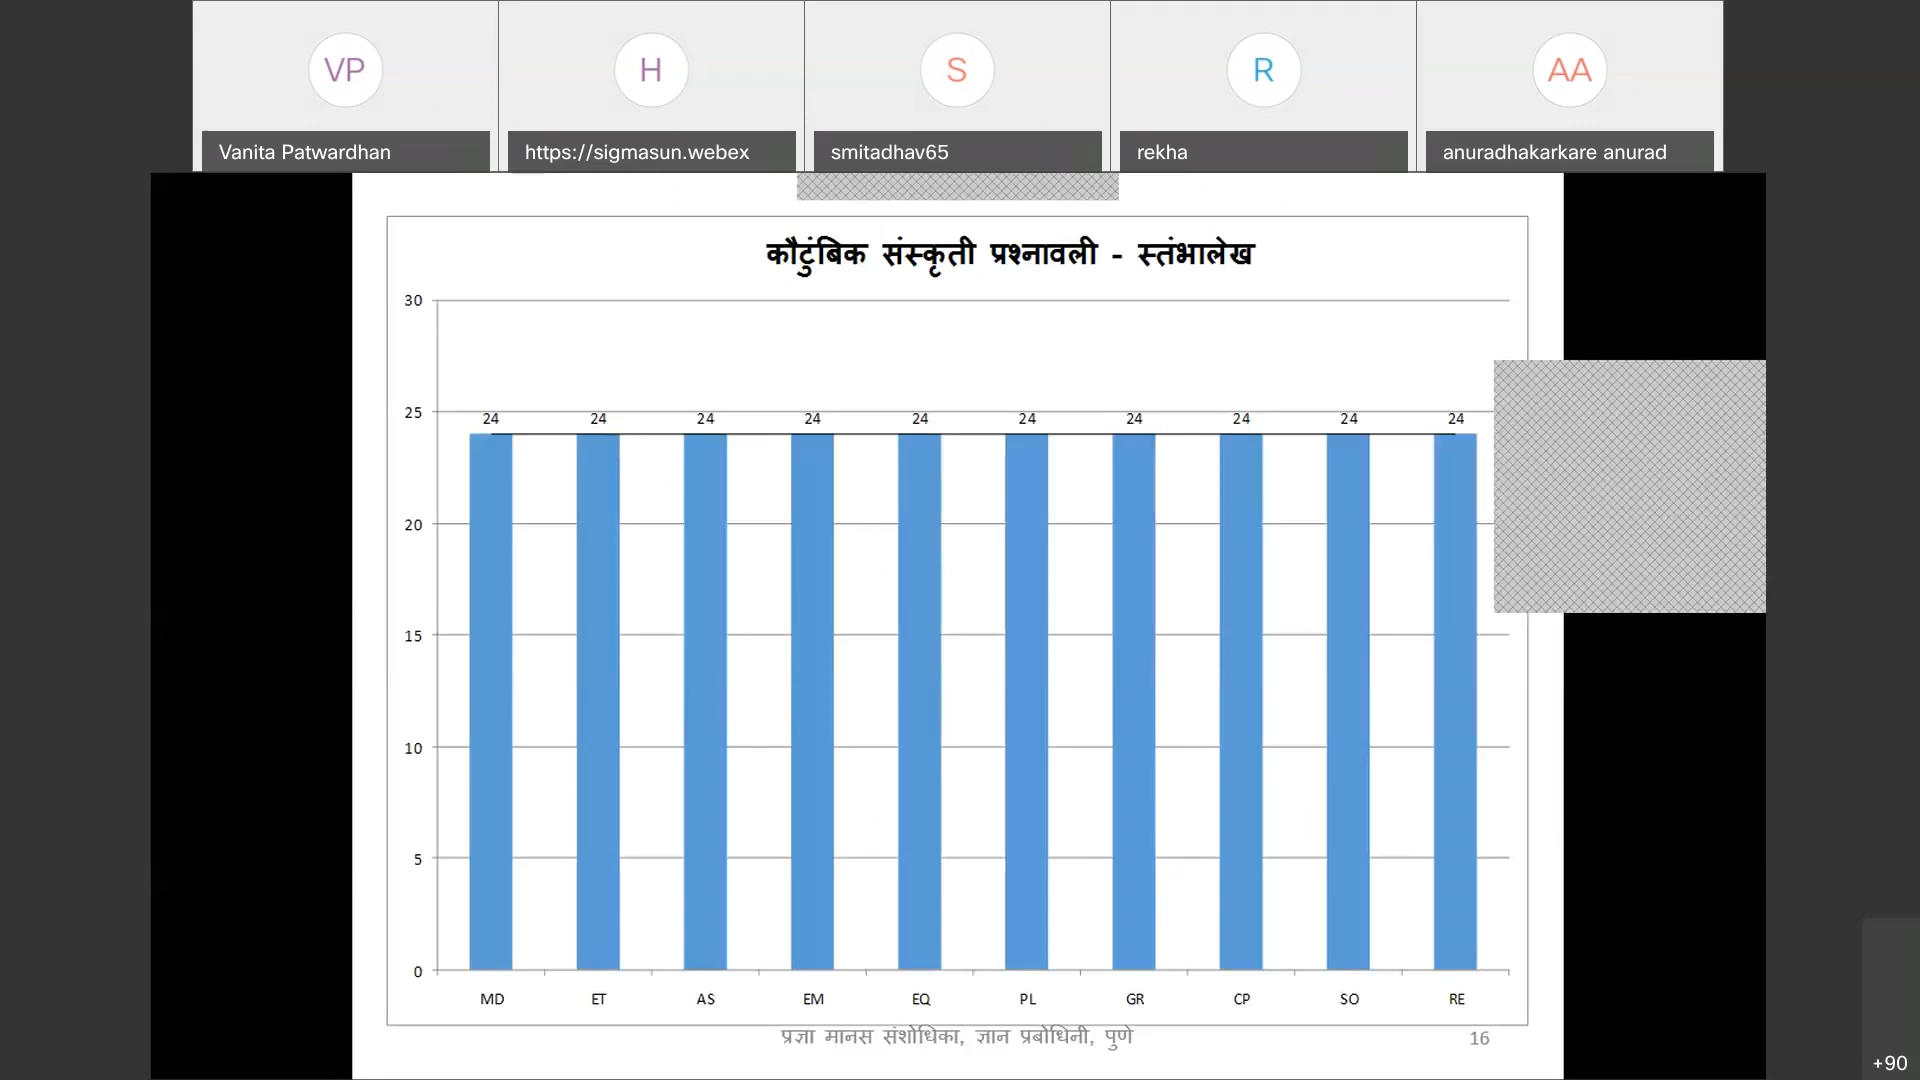 VP
H
S
R
AA
Vanita Patwardhan
https://sigmasun.webex
smitadhav65
rekha
anuradhakarkare anurad
कौटुंबिक संस्कृती प्रश्नावली - स्तंभालेख
30
25
20
15
10
5
0
24 24 24 24 24 24 24 24 24 24
MD ET AS EM EQ PL GR CP SO RE
प्रज्ञा मानस संशोधिका, ज्ञान प्रबोधिनी, पुणे
16
+90